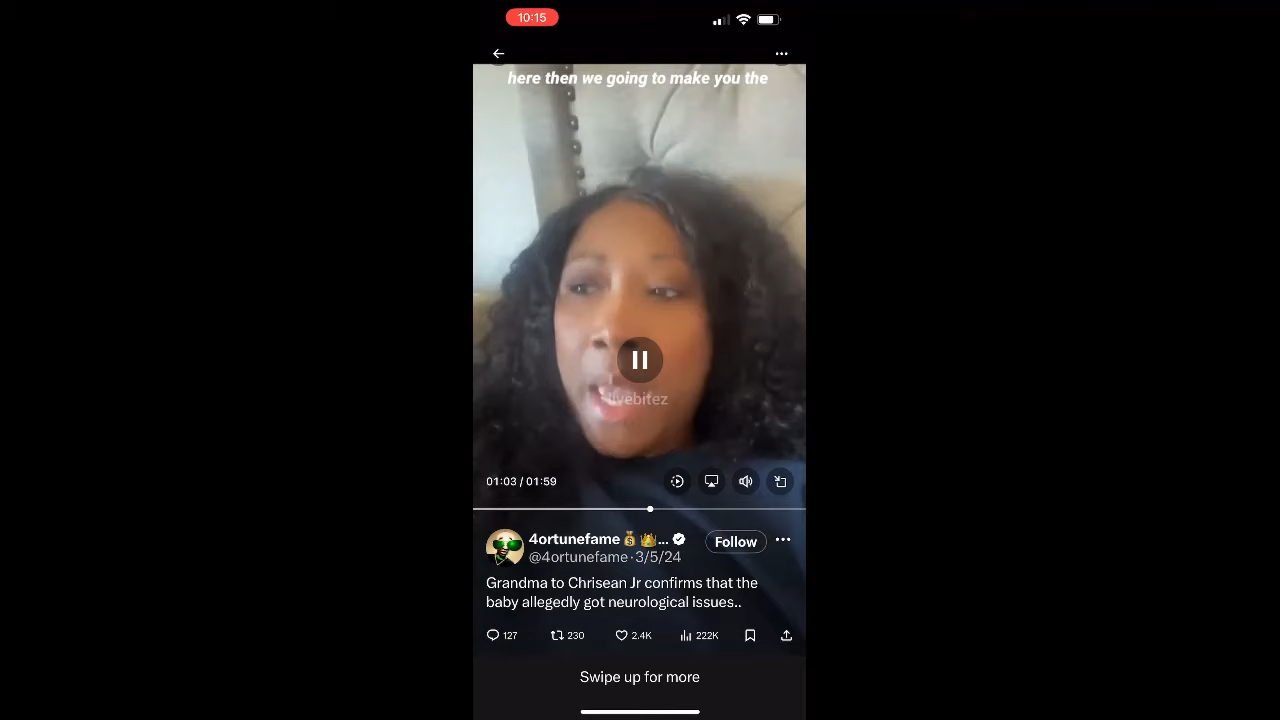 10:15
here then we going to make you the
livebitez
01:03 / 01:59
4ortunefame💰👑...
Follow
@4ortunefame·3/5/24
Grandma to Chrisean Jr confirms that the
baby allegedly got neurological issues..
127 230 2.4K 222K
Swipe up for more